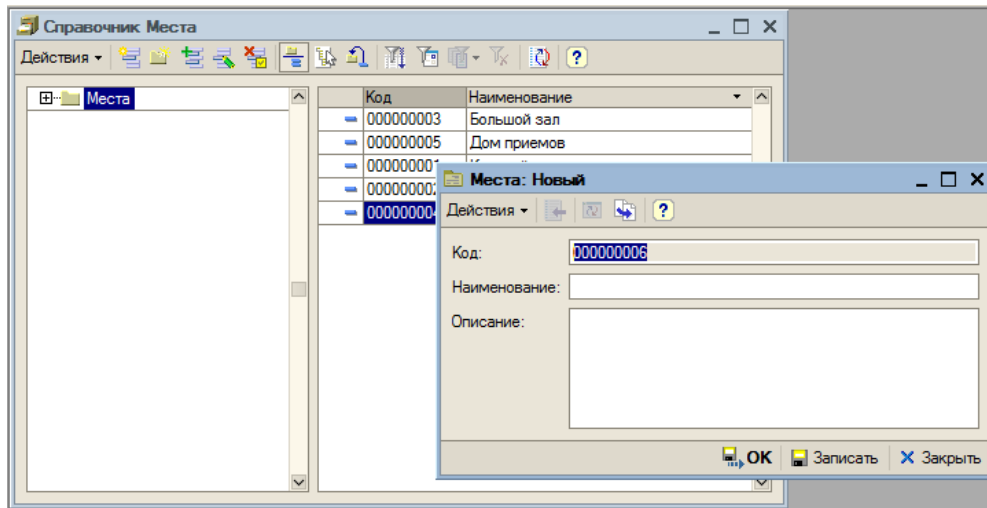 Справочник Места
Действия
Места
Код Наименование
000000003 Большой зал
000000005 Дом приемов
Места: Новый
Действия
Код: 000000006
Наименование:
Описание:
OK Записать Закрыть